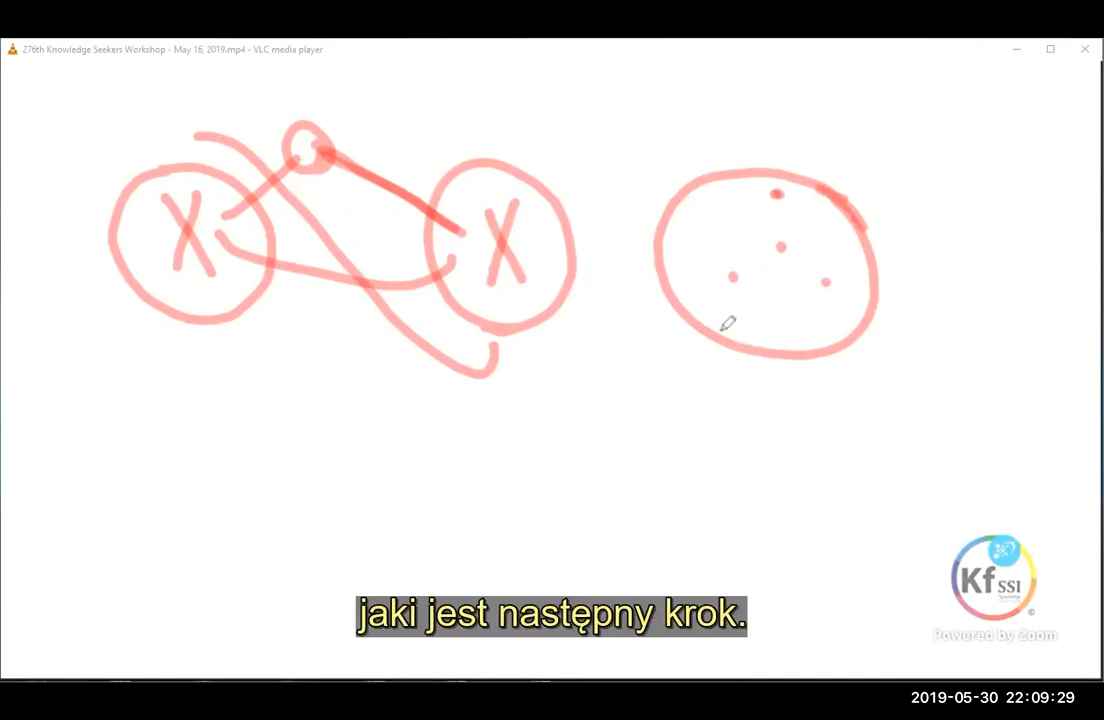 276th Knowledge Seekers Workshop - May 16, 2019.mp4 - VLC media player
X
X
jaki jest następny krok.
Kf SSI
©
Powered by Zoom
2019-05-30 22:09:29